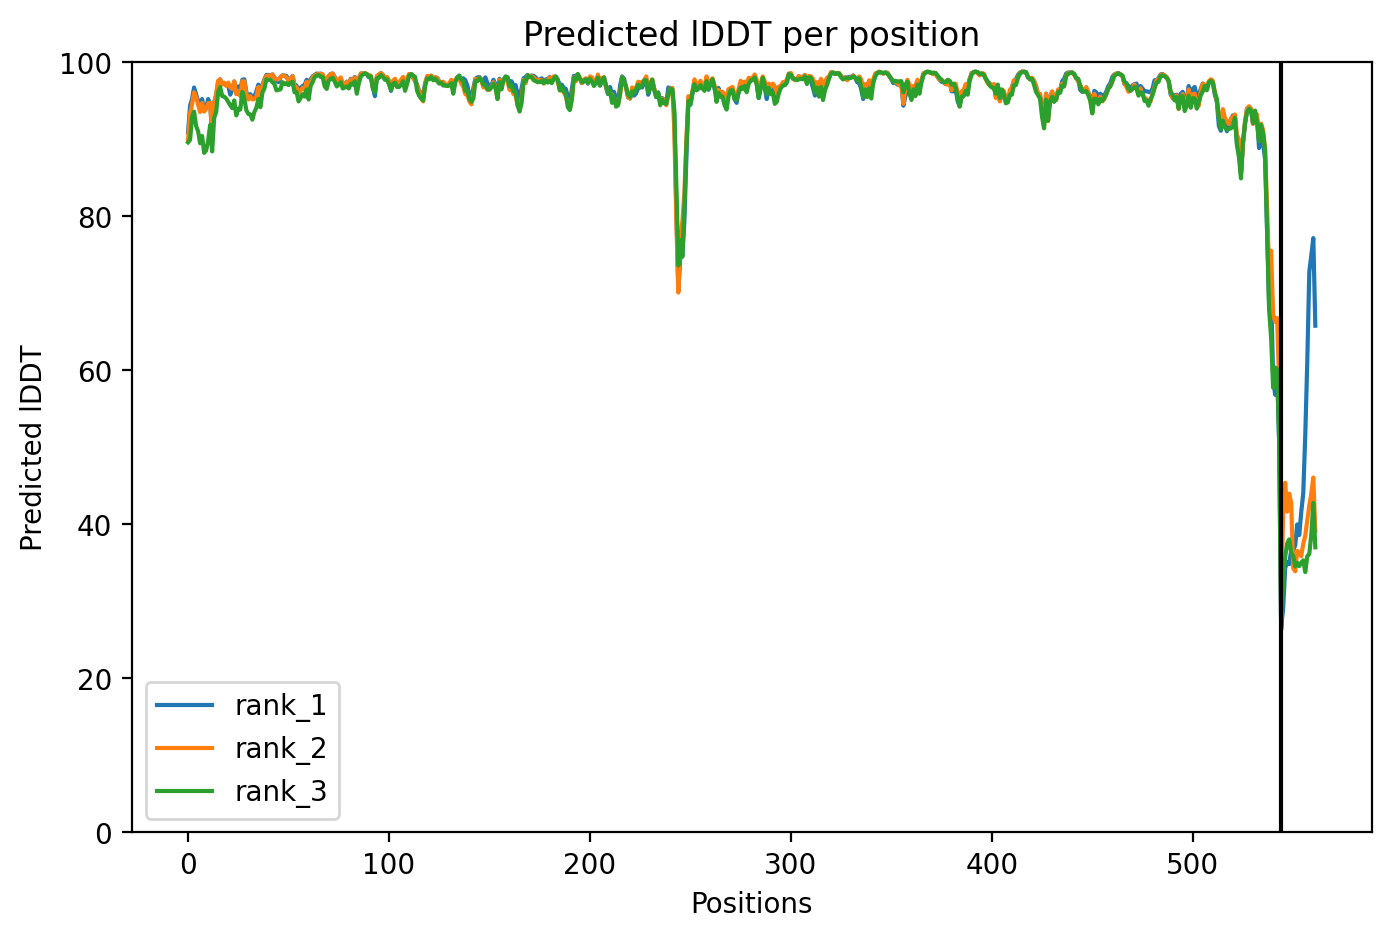 Predicted lDDT per position
100
80
60
40
20
0
Predicted lDDT
rank_1
rank_2
rank_3
0 100 200 300 400 500
Positions